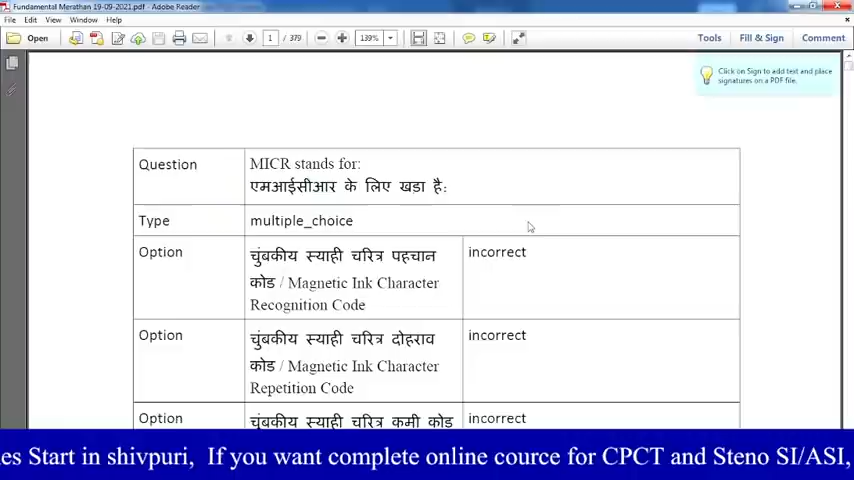 Fundamental Merathan 19-09-2021.pdf - Adobe Reader
File Edit View Window Help
Open 1 / 379 139% Tools Fill & Sign Comment
Click on Sign to add text and place
signatures on a PDF file.
Question MICR stands for:
एमआईसीआर के लिए खड़ा है:
Type multiple_choice
Option चुंबकीय स्याही चरित्र पहचान incorrect
कोड / Magnetic Ink Character
Recognition Code
Option चुंबकीय स्याही चरित्र दोहराव incorrect
कोड / Magnetic Ink Character
Repetition Code
Option चुंबकीय स्याही चरित्र कमी कोड incorrect
es Start in shivpuri, If you want complete online cource for CPCT and Steno SI/ASI,